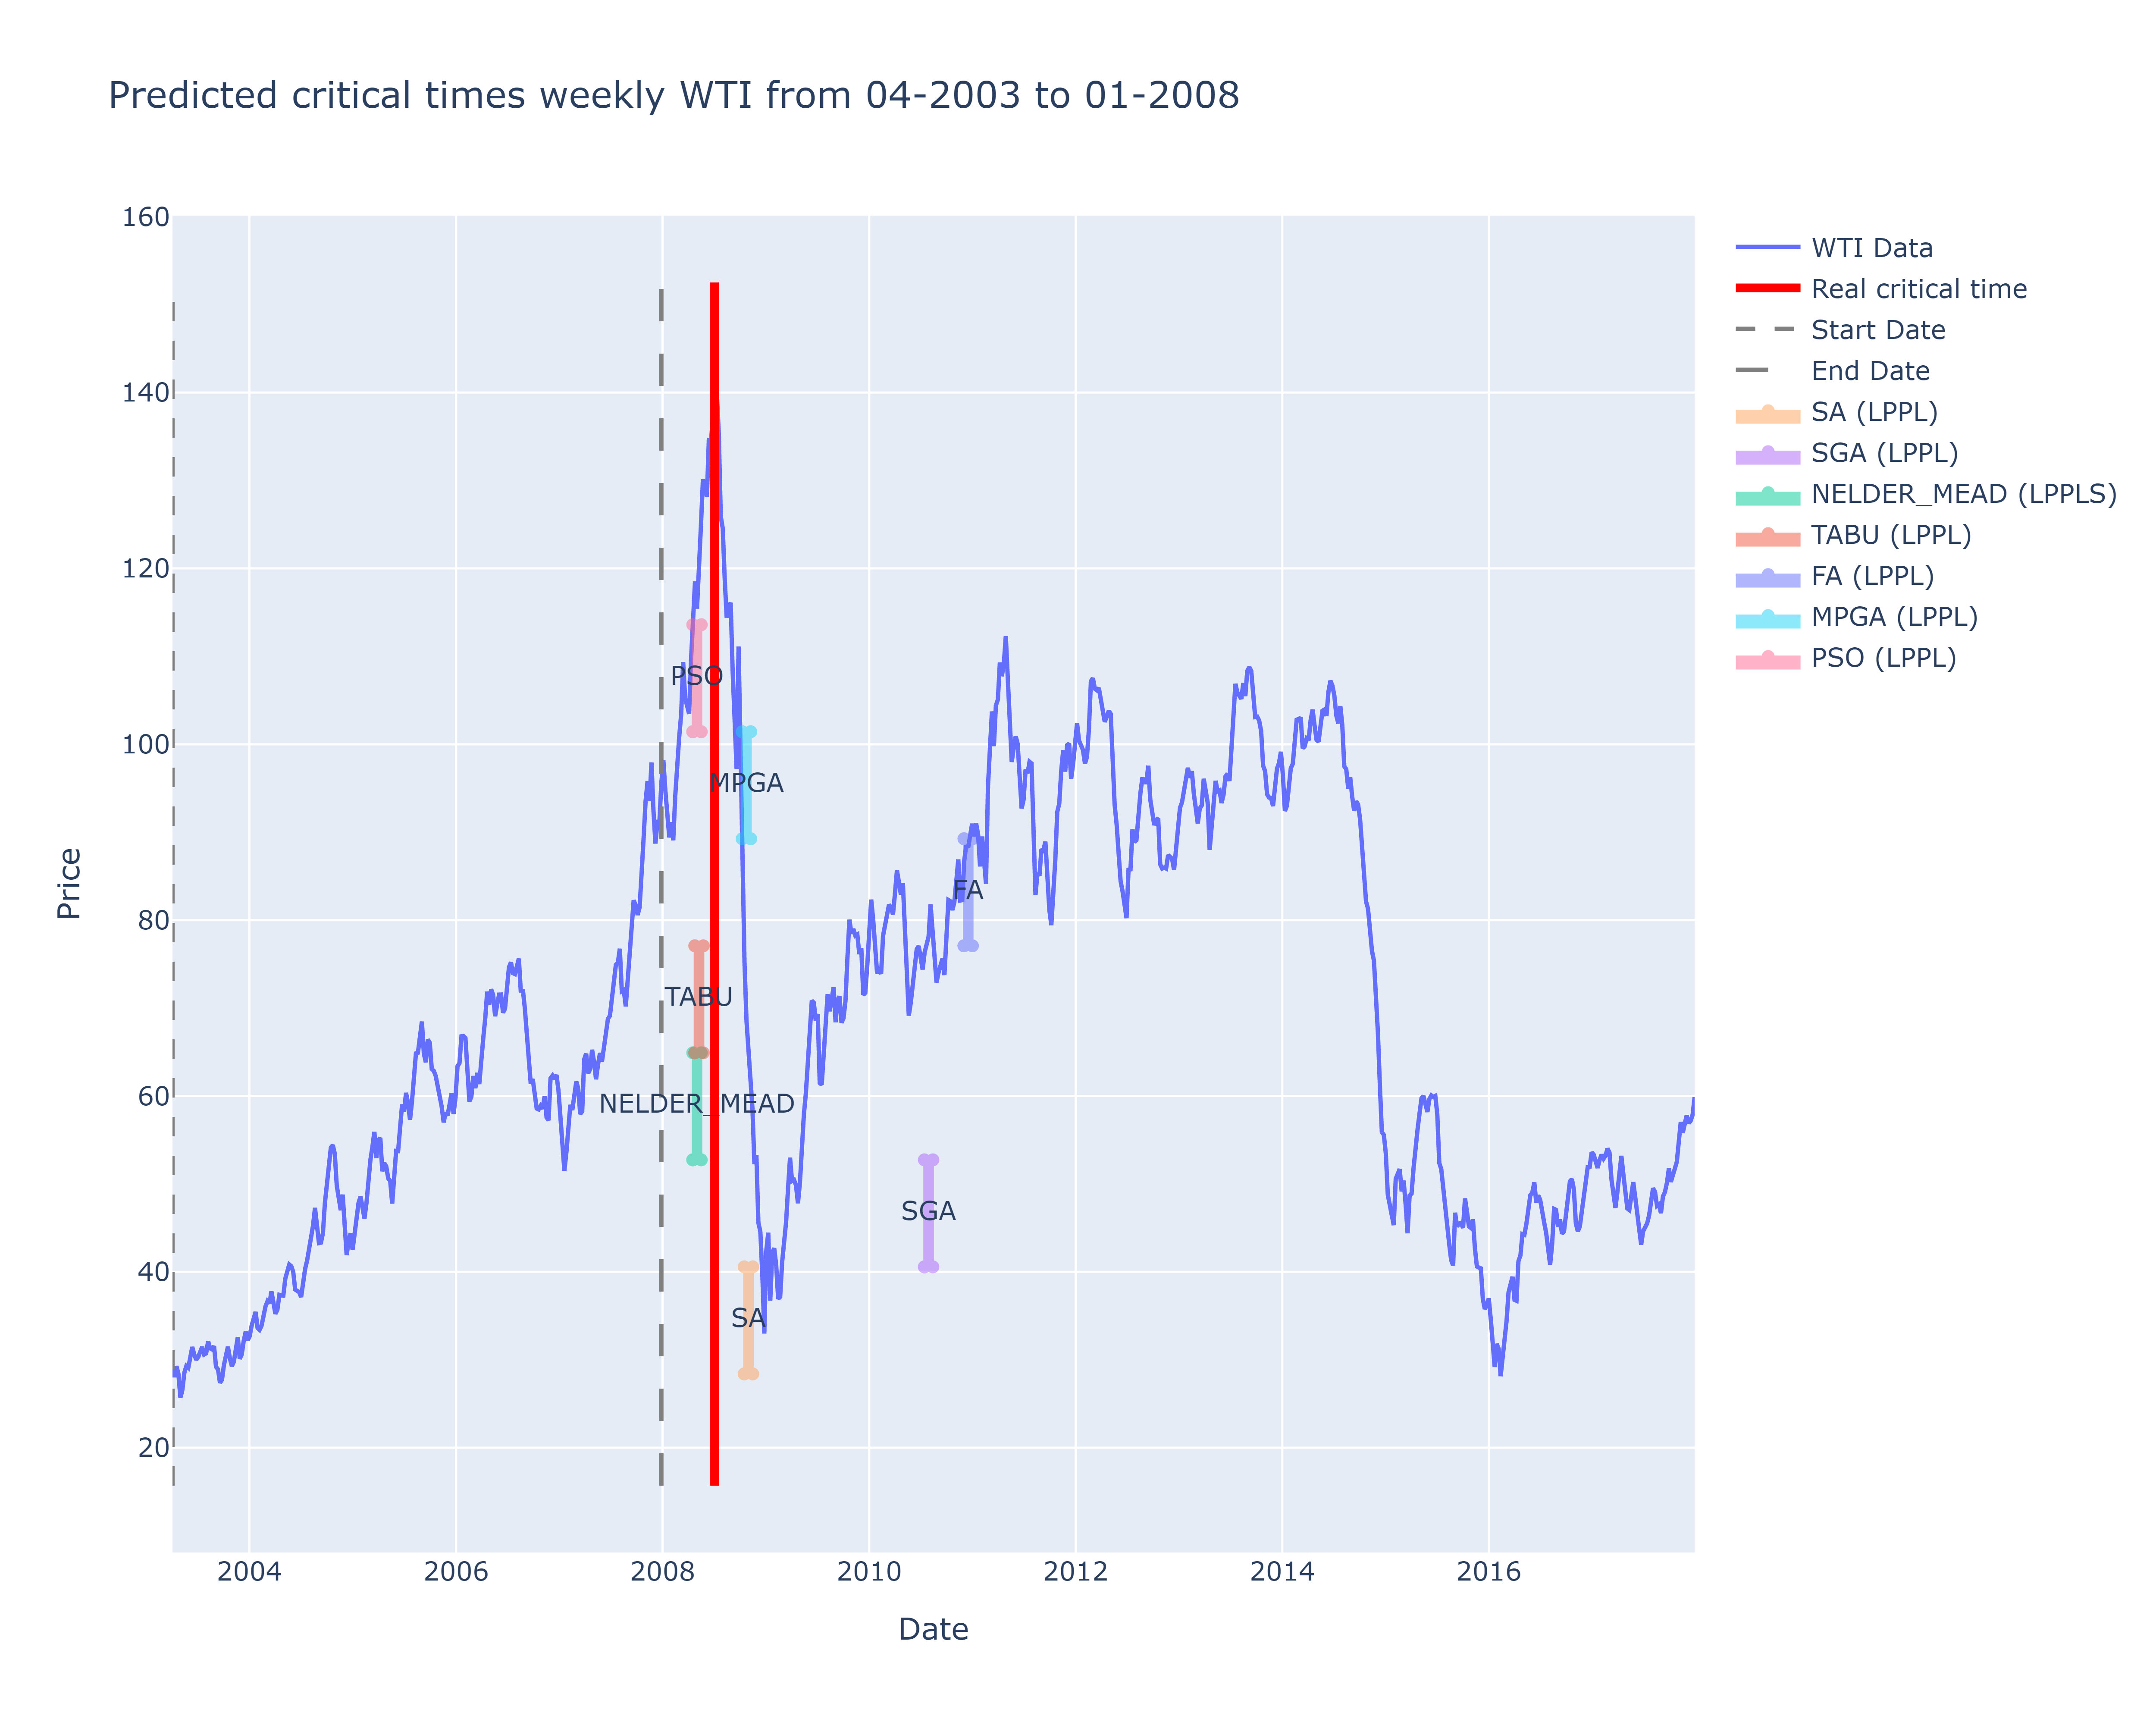 Predicted critical times weekly WTI from 04-2003 to 01-2008
160
140
120
100
80
60
40
20
Price
2004
2006
2008
2010
2012
2014
2016
Date
PSO
MPGA
FA
TABU
NELDER_MEAD
SGA
SA
WTI Data
Real critical time
Start Date
End Date
SA (LPPL)
SGA (LPPL)
NELDER_MEAD (LPPLS)
TABU (LPPL)
FA (LPPL)
MPGA (LPPL)
PSO (LPPL)